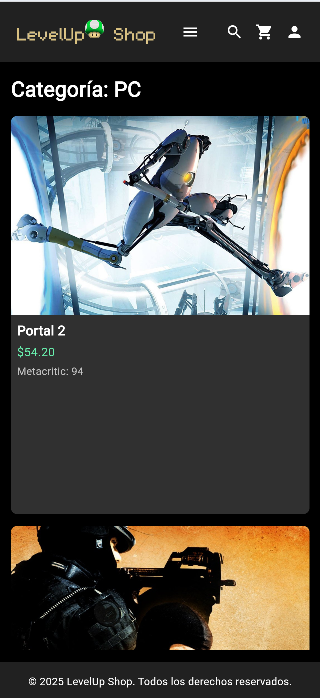 LevelUp Shop
Categoría: PC
Portal 2
$54.20
Metacritic: 94
© 2025 LevelUp Shop. Todos los derechos reservados.